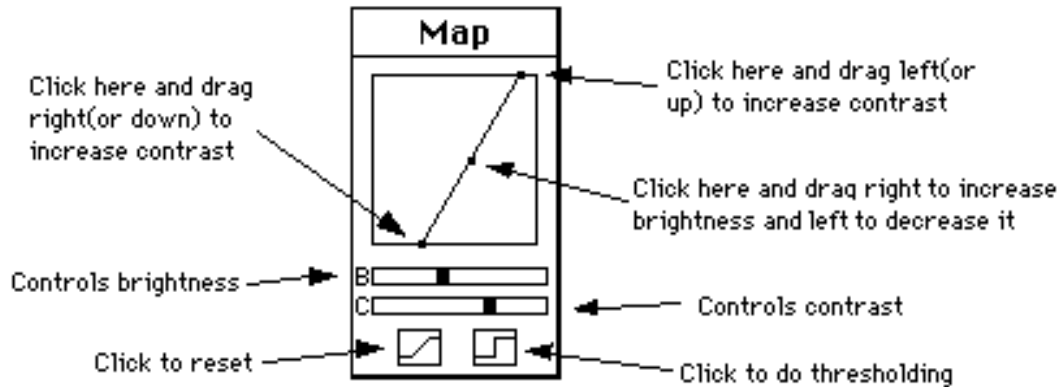 Map
Click here and drag
right(or down) to
increase contrast
Click here and drag left(or
up) to increase contrast
Click here and draq right to increase
brightness and left to decrease it
Controls brightness
B
C
Controls contrast
Click to reset
Click to do thresholding